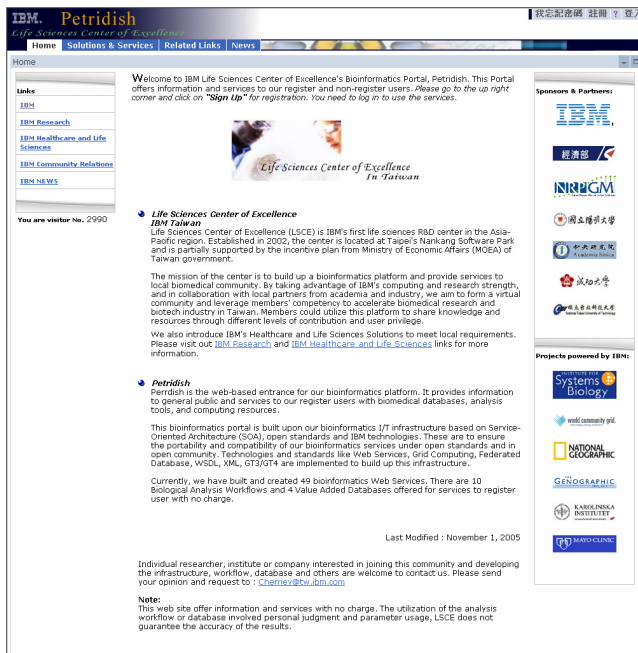 IBM. Petridish
Life Sciences Center of Excellence
我忘記密碼 註冊 ? 登入
Home Solutions & Services Related Links News
Home
Links
IBM
IBM Research
IBM Healthcare and Life
Sciences
IBM Community Relations
IBM NEWS
You are visitor No. 2990
Welcome to IBM Life Sciences Center of Excellence's Bioinformatics Portal, Petridish. This Portal
offers information and services to our register and non-register users. Please go to the up right
corner and click on "Sign Up" for registration. You need to log in to use the services.
Life Sciences Center of Excellence
In Taiwan
Life Sciences Center of Excellence
IBM Taiwan
Life Sciences Center of Excellence (LSCE) is IBM's first life sciences R&D center in the Asia-
Pacific region. Established in 2002, the center is located at Taipei's Nankang Software Park
and is partially supported by the incentive plan from Ministry of Economic Affairs (MOEA) of
Taiwan government.
The mission of the center is to build up a bioinformatics platform and provide services to
local biomedical community. By taking advantage of IBM's computing and research strength,
and in collaboration with local partners from academia and industry, we aim to form a virtual
community and leverage members' competency to accelerate biomedical research and
biotech industry in Taiwan. Members could utilize this platform to share knowledge and
resources through different levels of contribution and user privilege.
We also introduce IBM's Healthcare and Life Sciences Solutions to meet local requirements.
Please visit out IBM Research and IBM Healthcare and Life Sciences links for more
information.
Petridish
Perrdish is the web-based entrance for our bioinformatics platform. It provides information
to general public and services to our register users with biomedical databases, analysis
tools, and computing resources.
This bioinformatics portal is built upon our bioinformatics I/T infrastructure based on Service-
Oriented Architecture (SOA), open standards and IBM technologies. These are to ensure
the portability and compatibility of our bioinformatics services under open standards and in
open community. Technologies and standards like Web Services, Grid Computing, Federated
Database, WSDL, XML, GT3/GT4 are implemented to build up this infrastructure.
Currently, we have built and created 49 bioinformatics Web Services. There are 10
Biological Analysis Workflows and 4 Value Added Databases offered for services to register
user with no charge.
Last Modified : November 1, 2005
Individual researcher, institute or company interested in joining this community and developing
the infrastructure, workflow, database and others are welcome to contact us. Please send
your opinion and request to : Cherriey@tw.ibm.com
Note:
This web site offer information and services with no charge. The utilization of the analysis
workflow or database involved personal judgment and parameter usage, LSCE does not
guarantee the accuracy of the results.
Sponsors & Partners:
IBM
經濟部
NRPGM
國立陽明大學
中央研究院
Academia Sinica
成功大學
國立台北科技大學
Projects powered by IBM:
INSTITUTE FOR
Systems
Biology
world community grid.
NATIONAL
GEOGRAPHIC
THE
GENOGRAPHIC
KAROLINSKA
INSTITUTET
MAYO CLINIC